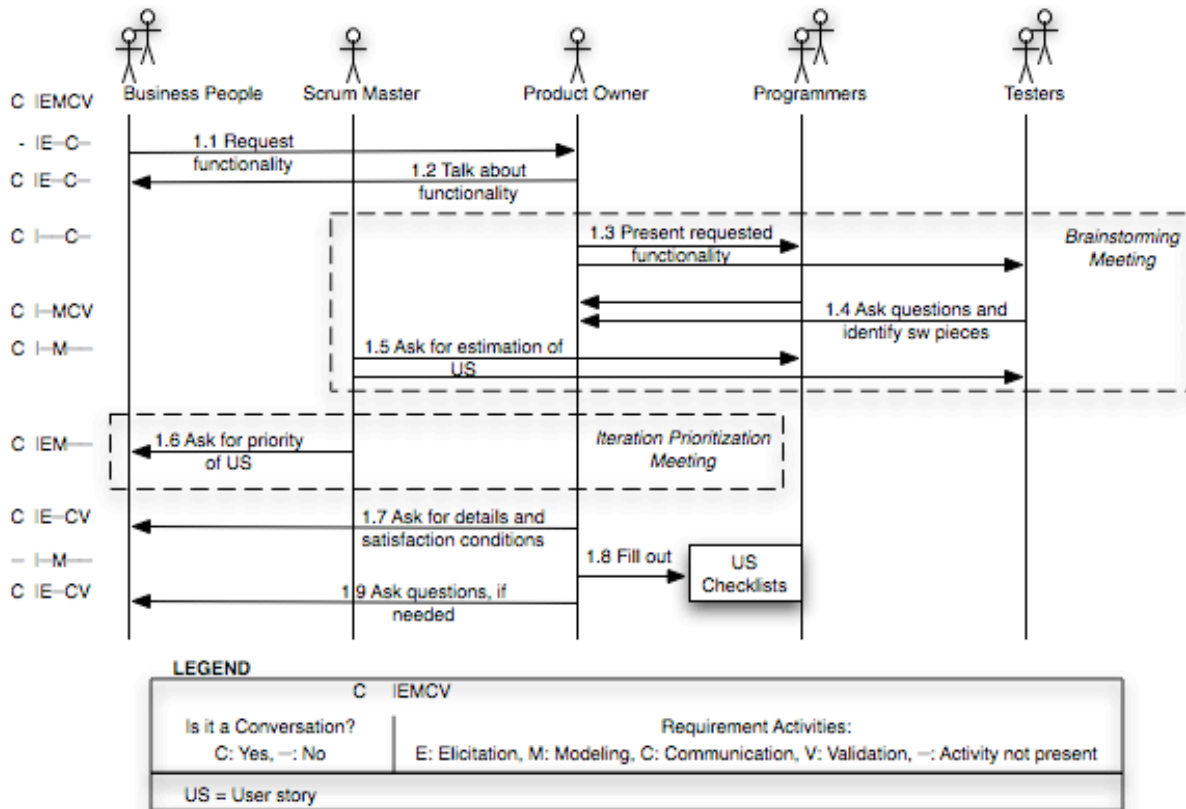 Business People
Scrum Master
Product Owner
Programmers
Testers
C IEMCV
- IE–C–
1.1 Request
functionality
C IE–C–
1.2 Talk about
functionality
C I––C–
1.3 Present requested
functionality
Brainstorming
Meeting
C I–MCV
1.4 Ask questions and
identify sw pieces
C I–M––
1.5 Ask for estimation of
US
C IEM––
1.6 Ask for priority
of US
Iteration Prioritization
Meeting
C IE–CV
1.7 Ask for details and
satisfaction conditions
– I–M––
1.8 Fill out
US
Checklists
C IE–CV
1.9 Ask questions, if
needed
LEGEND
C IEMCV
Is it a Conversation?
C: Yes, –: No
Requirement Activities:
E: Elicitation, M: Modeling, C: Communication, V: Validation, –: Activity not present
US = User story